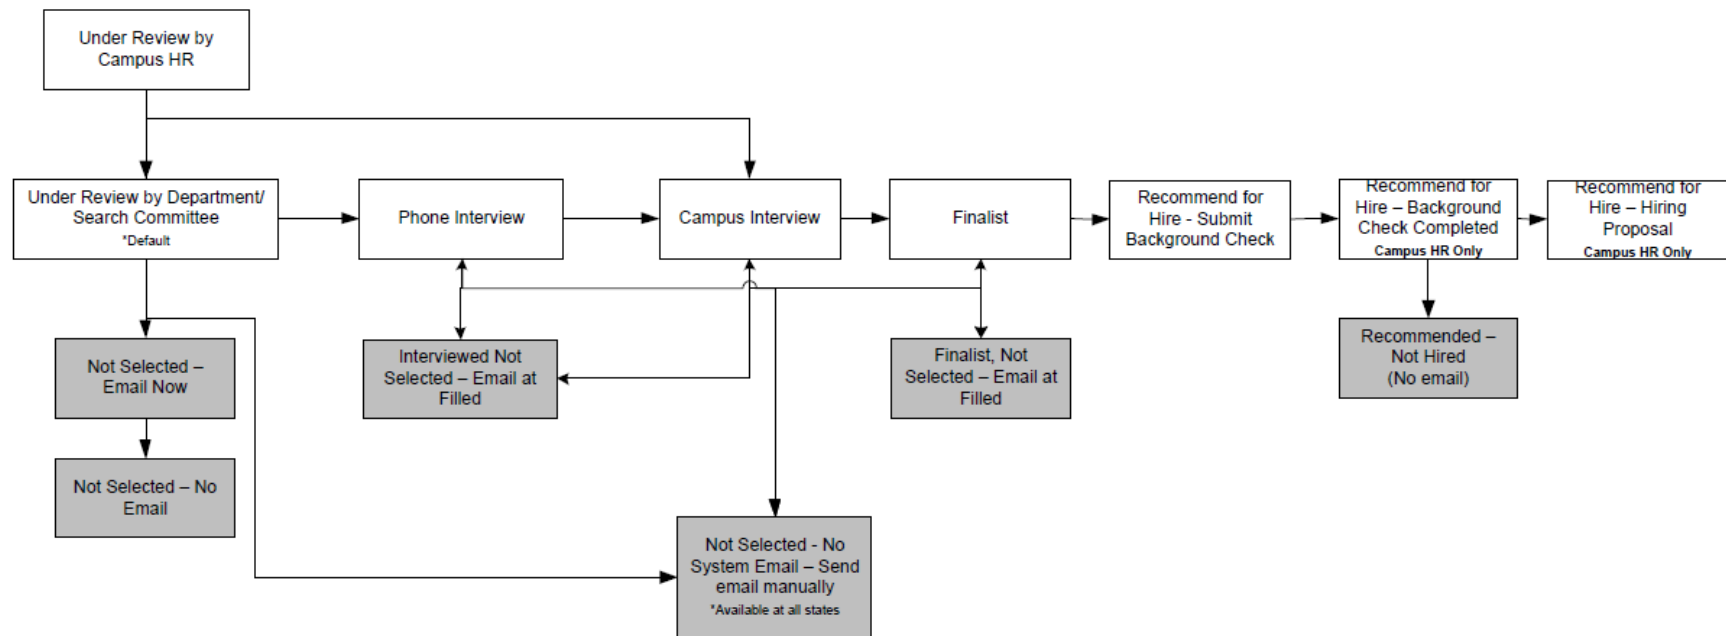 Under Review by
Campus HR
Under Review by Department/
Search Committee
*Default
Phone Interview
Campus Interview
Finalist
Recommend for
Hire - Submit
Background Check
Recommend for
Hire – Background
Check Completed
Campus HR Only
Recommend for
Hire – Hiring
Proposal
Campus HR Only
Not Selected –
Email Now
Interviewed Not
Selected – Email at
Filled
Finalist, Not
Selected – Email at
Filled
Recommended –
Not Hired
(No email)
Not Selected – No
Email
Not Selected - No
System Email – Send
email manually
*Available at all states